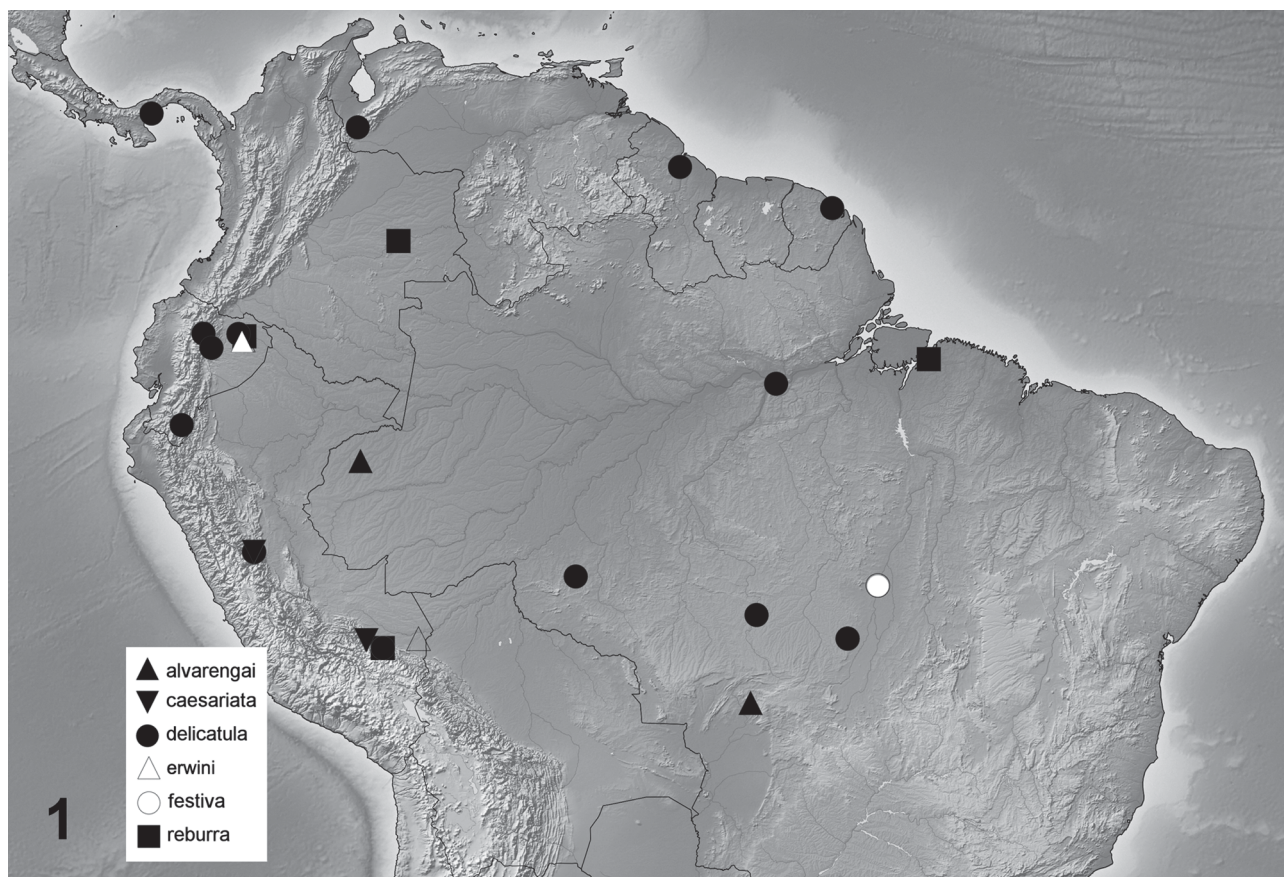 alvarengai
caesariata
delicatula
erwini
festiva
reburra
1